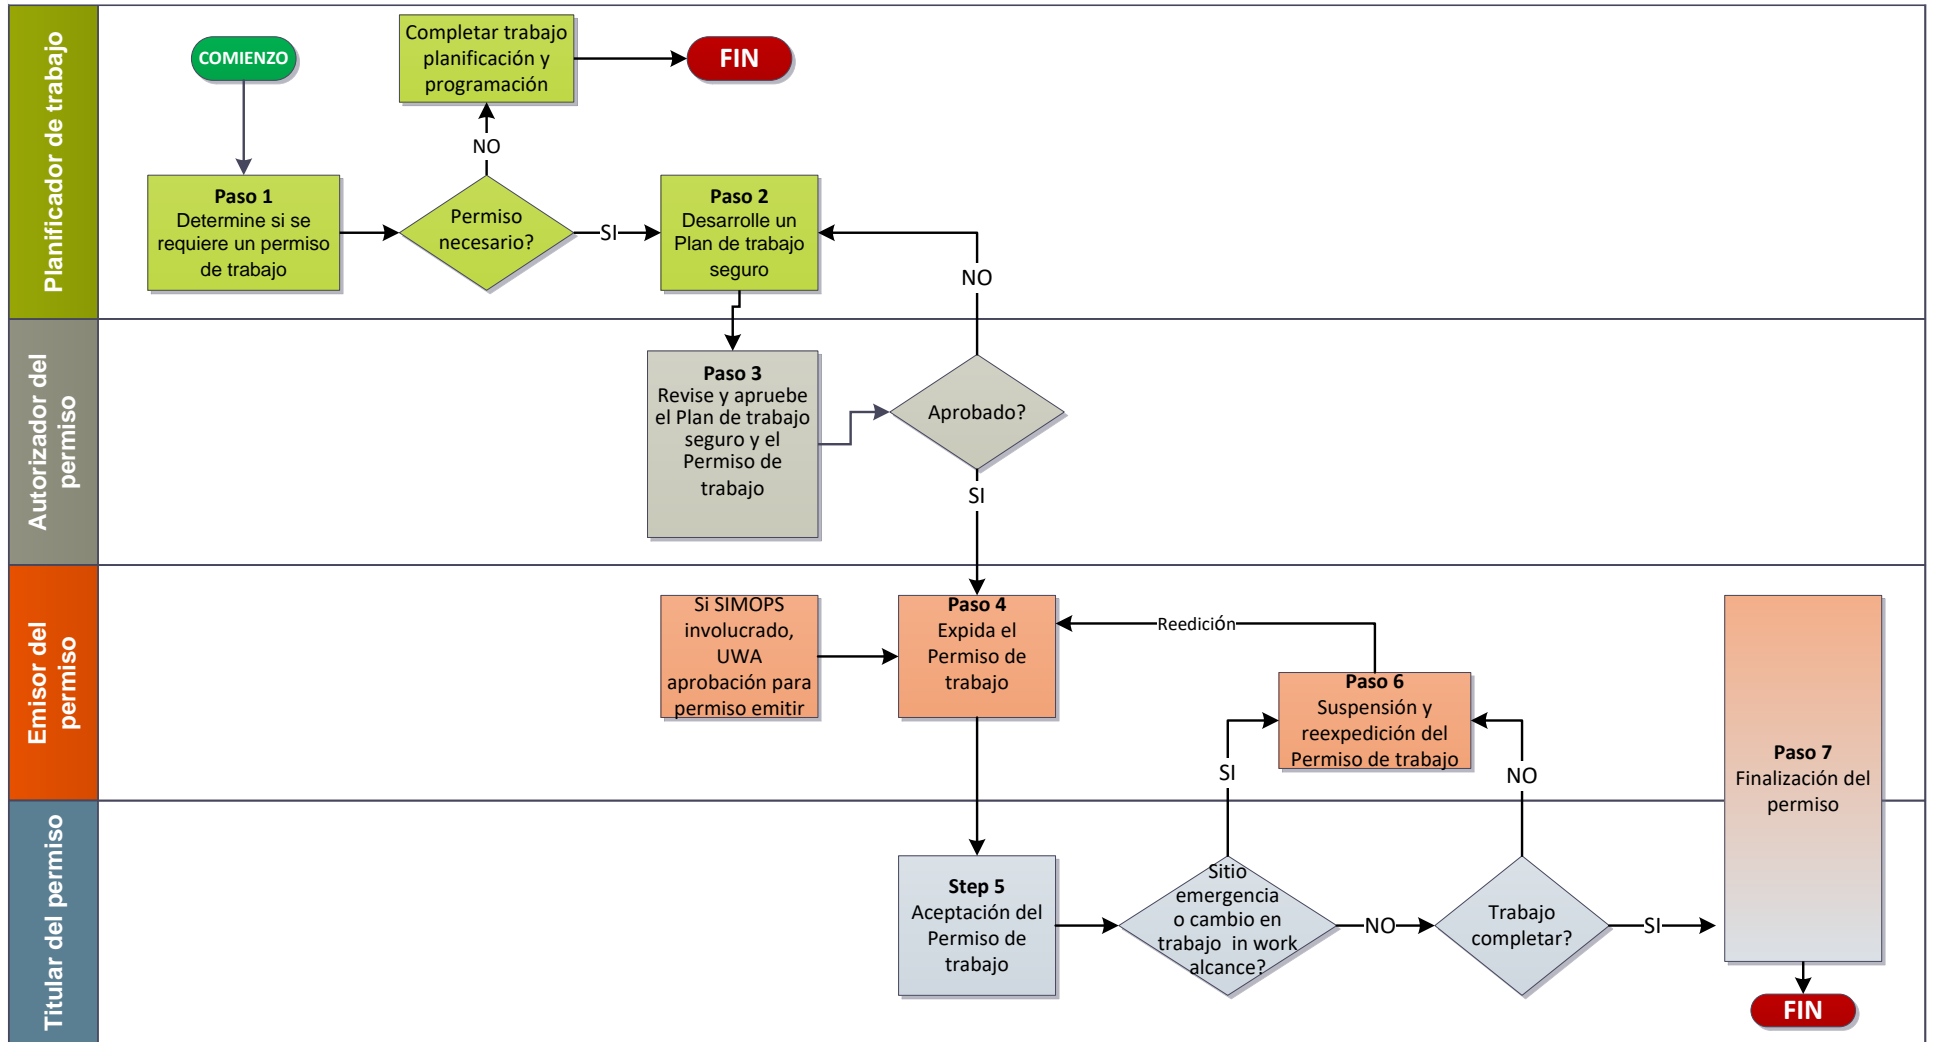 Planificador de trabajo
COMIENZO
Completar trabajo
planificación y
programación
FIN
NO
Paso 1
Determine si se
requiere un permiso
de trabajo
Permiso
necesario?
SI
Paso 2
Desarrolle un
Plan de trabajo
seguro
NO
Autorizador del
permiso
Paso 3
Revise y apruebe
el Plan de trabajo
seguro y el
Permiso de
trabajo
Aprobado?
SI
Emisor del
permiso
Si SIMOPS
involucrado,
UWA
aprobación para
permiso emitir
Paso 4
Expida el
Permiso de
trabajo
Reedición
Paso 6
Suspensión y
reexpedición del
Permiso de trabajo
SI
NO
Paso 7
Finalización del
permiso
Titular del permiso
Step 5
Aceptación del
Permiso de
trabajo
Sitio
emergencia
o cambio en
trabajo in work
alcance?
NO
Trabajo
completar?
SI
FIN